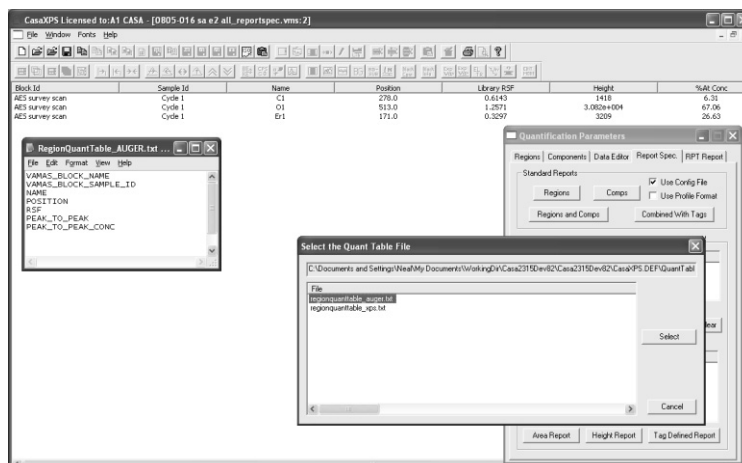 CasaXPS Licensed to:A1 CASA - [OB05-016 sa e2 all_reportspec.vms:2]
File Window Fonts Help
Block Id Sample Id Name Position Library RSF Height %At Conc
AES survey scan Cycle 1 C1 278.0 0.6143 1418 6.31
AES survey scan Cycle 1 O1 513.0 1.2571 3.082e+004 67.06
AES survey scan Cycle 1 Er1 171.0 0.3297 3209 26.63
RegionQuantTable_AUGER.txt ...
File Edit Format View Help
VAMAS_BLOCK_NAME
VAMAS_BLOCK_SAMPLE_ID
NAME
POSITION
RSF
PEAK_TO_PEAK
PEAK_TO_PEAK_CONC
Quantification Parameters
Regions Components Data Editor Report Spec. RPT Report
Standard Reports
Regions Comps Use Config File
Use Profile Format
Regions and Comps Combined With Tags
Select the Quant Table File
C:\Documents and Settings\Neal\My Documents\WorkingDir\Casa2315Dev82\Casa2315Dev82\CasaXPS.DEF\QuantTabl
File
regionquanttable_auger.txt
regionquanttable_xps.txt
Select
Cancel
Area Report Height Report Tag Defined Report